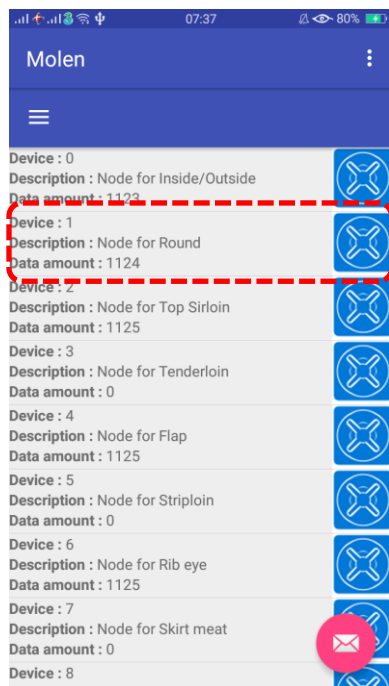 07:37
80%
Molen
Device : 0
Description : Node for Inside/Outside
Data amount : 1123
Device : 1
Description : Node for Round
Data amount : 1124
Device : 2
Description : Node for Top Sirloin
Data amount : 1125
Device : 3
Description : Node for Tenderloin
Data amount : 0
Device : 4
Description : Node for Flap
Data amount : 1125
Device : 5
Description : Node for Striploin
Data amount : 0
Device : 6
Description : Node for Rib eye
Data amount : 1125
Device : 7
Description : Node for Skirt meat
Data amount : 0
Device : 8